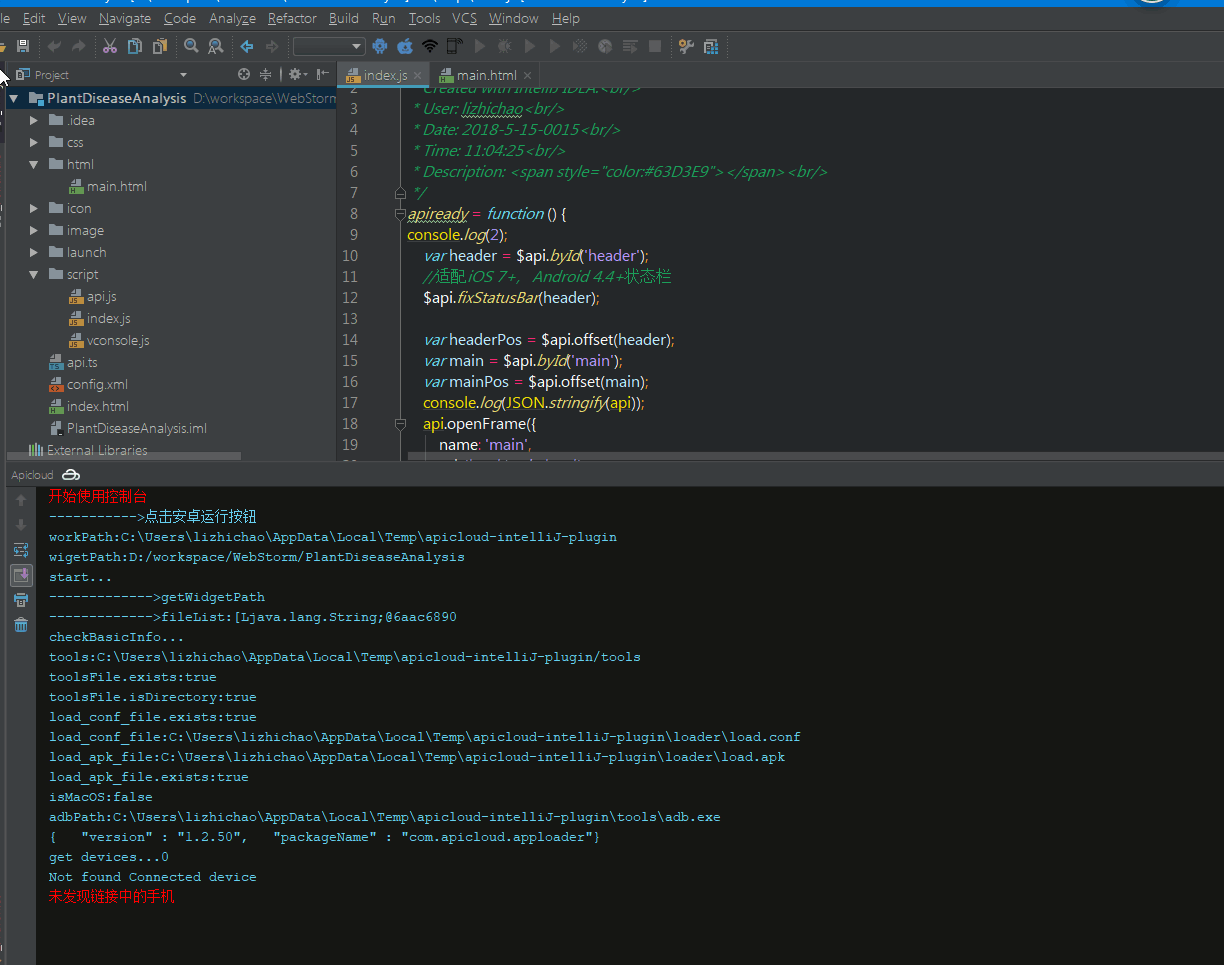 Edit View Navigate Code Analyze Refactor Build Run Tools VCS Window Help
Project
index.js
main.html
PlantDiseaseAnalysis D:\workspace\WebStorm
.idea
css
html
main.html
icon
image
launch
script
api.js
index.js
vconsole.js
api.ts
config.xml
index.html
PlantDiseaseAnalysis.iml
External Libraries
2 * Created with IntelliJ IDEA.<br/>
3 * User: lizhichao<br/>
4 * Date: 2018-5-15-0015<br/>
5 * Time: 11:04:25<br/>
6 * Description: <span style="color:#63D3E9"></span><br/>
7 */
8 apiready = function () {
9 console.log(2);
10 var header = $api.byId('header');
11 //适配iOS 7+，Android 4.4+状态栏
12 $api.fixStatusBar(header);
13
14 var headerPos = $api.offset(header);
15 var main = $api.byId('main');
16 var mainPos = $api.offset(main);
17 console.log(JSON.stringify(api));
18 api.openFrame({
19 name: 'main',
Apicloud
开始使用控制台
----------->点击安卓运行按钮
workPath:C:\Users\lizhichao\AppData\Local\Temp\apicloud-intelliJ-plugin
wigetPath:D:/workspace/WebStorm/PlantDiseaseAnalysis
start...
------------->getWidgetPath
------------->fileList:[Ljava.lang.String;@6aac6890
checkBasicInfo...
tools:C:\Users\lizhichao\AppData\Local\Temp\apicloud-intelliJ-plugin/tools
toolsFile.exists:true
toolsFile.isDirectory:true
load_conf_file.exists:true
load_conf_file:C:\Users\lizhichao\AppData\Local\Temp\apicloud-intelliJ-plugin\loader\load.conf
load_apk_file:C:\Users\lizhichao\AppData\Local\Temp\apicloud-intelliJ-plugin\loader\load.apk
load_apk_file.exists:true
isMacOS:false
adbPath:C:\Users\lizhichao\AppData\Local\Temp\apicloud-intelliJ-plugin\tools\adb.exe
{ "version" : "1.2.50", "packageName" : "com.apicloud.apploader"}
get devices...0
Not found Connected device
未发现链接中的手机